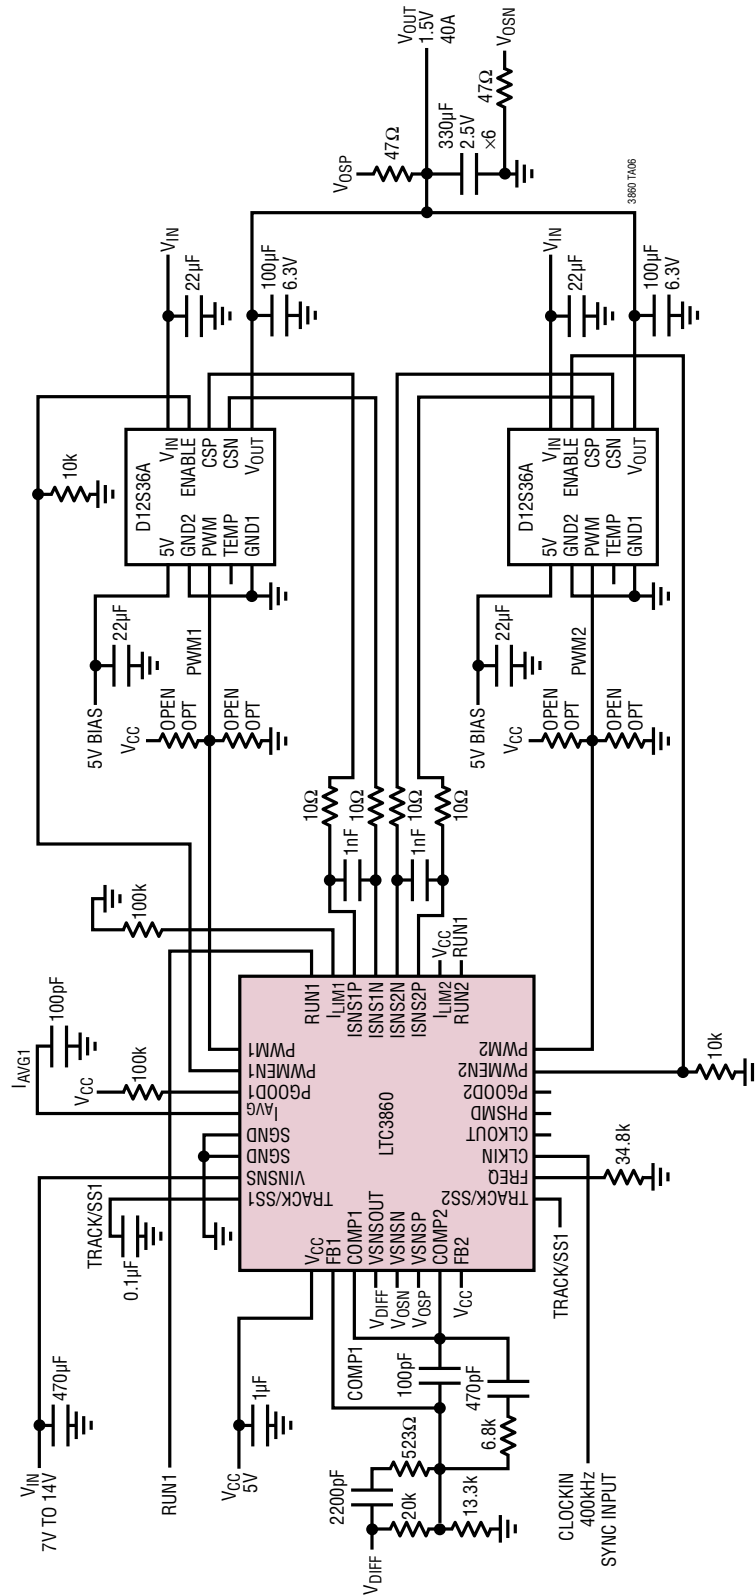 VIN
7V TO 14V
470µF
RUN1
VCC
5V
1µF
VDIFF
2200pF
523Ω
20k
13.3k
6.8k
470pF
100pF
COMP1
CLOCKIN
400kHz
SYNC INPUT
TRACK/SS1
0.1µF
IAVG1
100pF
VCC
100k
100k
LTC3860
VCC
FB1
COMP1
VSNSOUT
VSNSN
VSNSP
COMP2
FB2
VDIFF
VOSN
VOSP
VCC
TRACK/SS1
VINSNS
SGND
SGND
IAVG
PGOOD1
PWMEN1
PWM1
RUN1
ILIM1
ISNS1P
ISNS1N
ISNS2N
ISNS2P
ILIM2
RUN2
VCC
RUN1
TRACK/SS2
FREQ
CLKIN
CLKOUT
PHSMD
PGOOD2
PWMEN2
PWM2
TRACK/SS1
34.8k
10k
1nF
1nF
10Ω
10Ω
10Ω
10Ω
VCC
OPEN
OPT
OPEN
OPT
PWM1
5V BIAS
22µF
10k
D12S36A
5V
GND2
PWM
TEMP
GND1
VIN
ENABLE
CSP
CSN
VOUT
VIN
22µF
100µF
6.3V
VCC
OPEN
OPT
OPEN
OPT
PWM2
5V BIAS
22µF
D12S36A
5V
GND2
PWM
TEMP
GND1
VIN
ENABLE
CSP
CSN
VOUT
VIN
22µF
100µF
6.3V
VOSP
47Ω
330µF
2.5V
×6
47Ω
VOSN
VOUT
1.5V
40A
3860 TA06